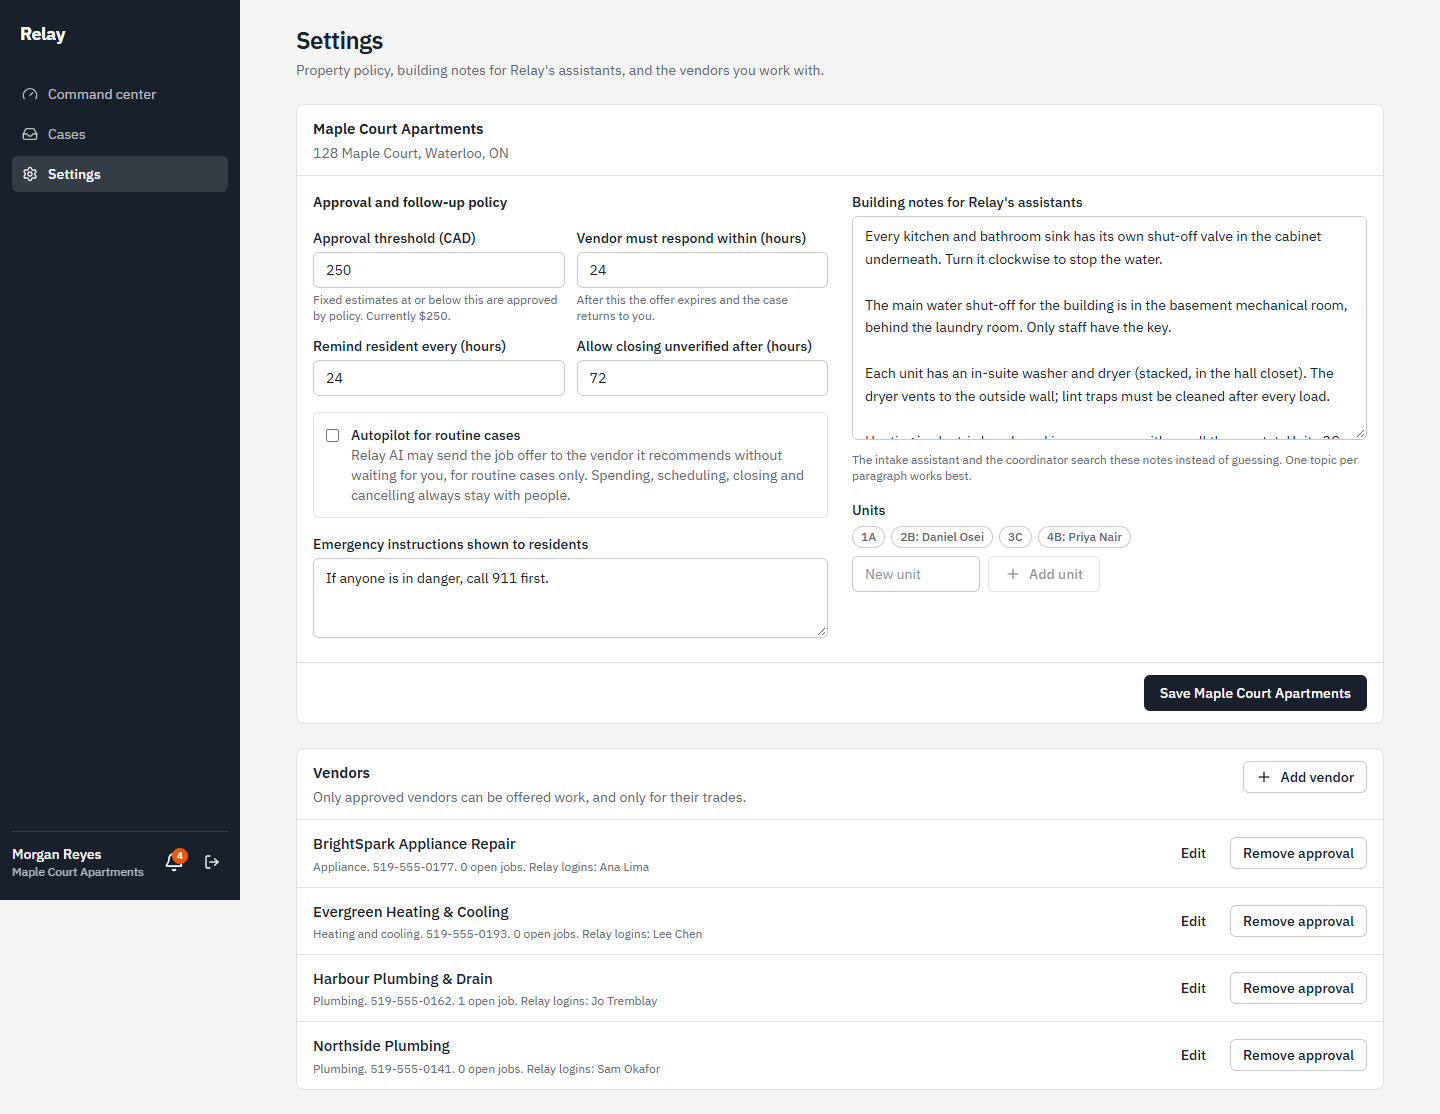 Relay
Command center
Cases
Settings
Morgan Reyes
Maple Court Apartments
4
Settings
Property policy, building notes for Relay's assistants, and the vendors you work with.
Maple Court Apartments
128 Maple Court, Waterloo, ON
Approval and follow-up policy
Approval threshold (CAD)
250
Fixed estimates at or below this are approved
by policy. Currently $250.
Vendor must respond within (hours)
24
After this the offer expires and the case
returns to you.
Remind resident every (hours)
24
Allow closing unverified after (hours)
72
Autopilot for routine cases
Relay AI may send the job offer to the vendor it recommends without
waiting for you, for routine cases only. Spending, scheduling, closing and
cancelling always stay with people.
Emergency instructions shown to residents
If anyone is in danger, call 911 first.
Building notes for Relay's assistants
Every kitchen and bathroom sink has its own shut-off valve in the cabinet
underneath. Turn it clockwise to stop the water.
The main water shut-off for the building is in the basement mechanical room,
behind the laundry room. Only staff have the key.
Each unit has an in-suite washer and dryer (stacked, in the hall closet). The
dryer vents to the outside wall; lint traps must be cleaned after every load.
The intake assistant and the coordinator search these notes instead of guessing. One topic per
paragraph works best.
Units
1A
2B: Daniel Osei
3C
4B: Priya Nair
New unit
Add unit
Save Maple Court Apartments
Vendors
Only approved vendors can be offered work, and only for their trades.
Add vendor
BrightSpark Appliance Repair
Appliance. 519-555-0177. 0 open jobs. Relay logins: Ana Lima
Edit
Remove approval
Evergreen Heating & Cooling
Heating and cooling. 519-555-0193. 0 open jobs. Relay logins: Lee Chen
Edit
Remove approval
Harbour Plumbing & Drain
Plumbing. 519-555-0162. 1 open job. Relay logins: Jo Tremblay
Edit
Remove approval
Northside Plumbing
Plumbing. 519-555-0141. 0 open jobs. Relay logins: Sam Okafor
Edit
Remove approval